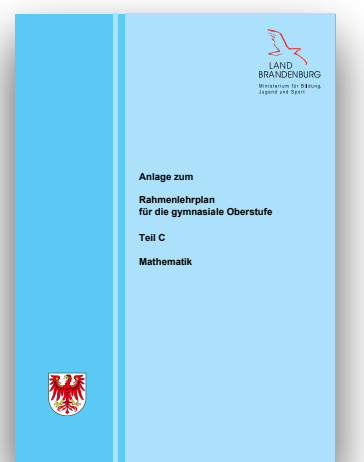 LAND
BRANDENBURG
Ministerium für Bildung,
Jugend und Sport
Anlage zum
Rahmenlehrplan
für die gymnasiale Oberstufe
Teil C
Mathematik